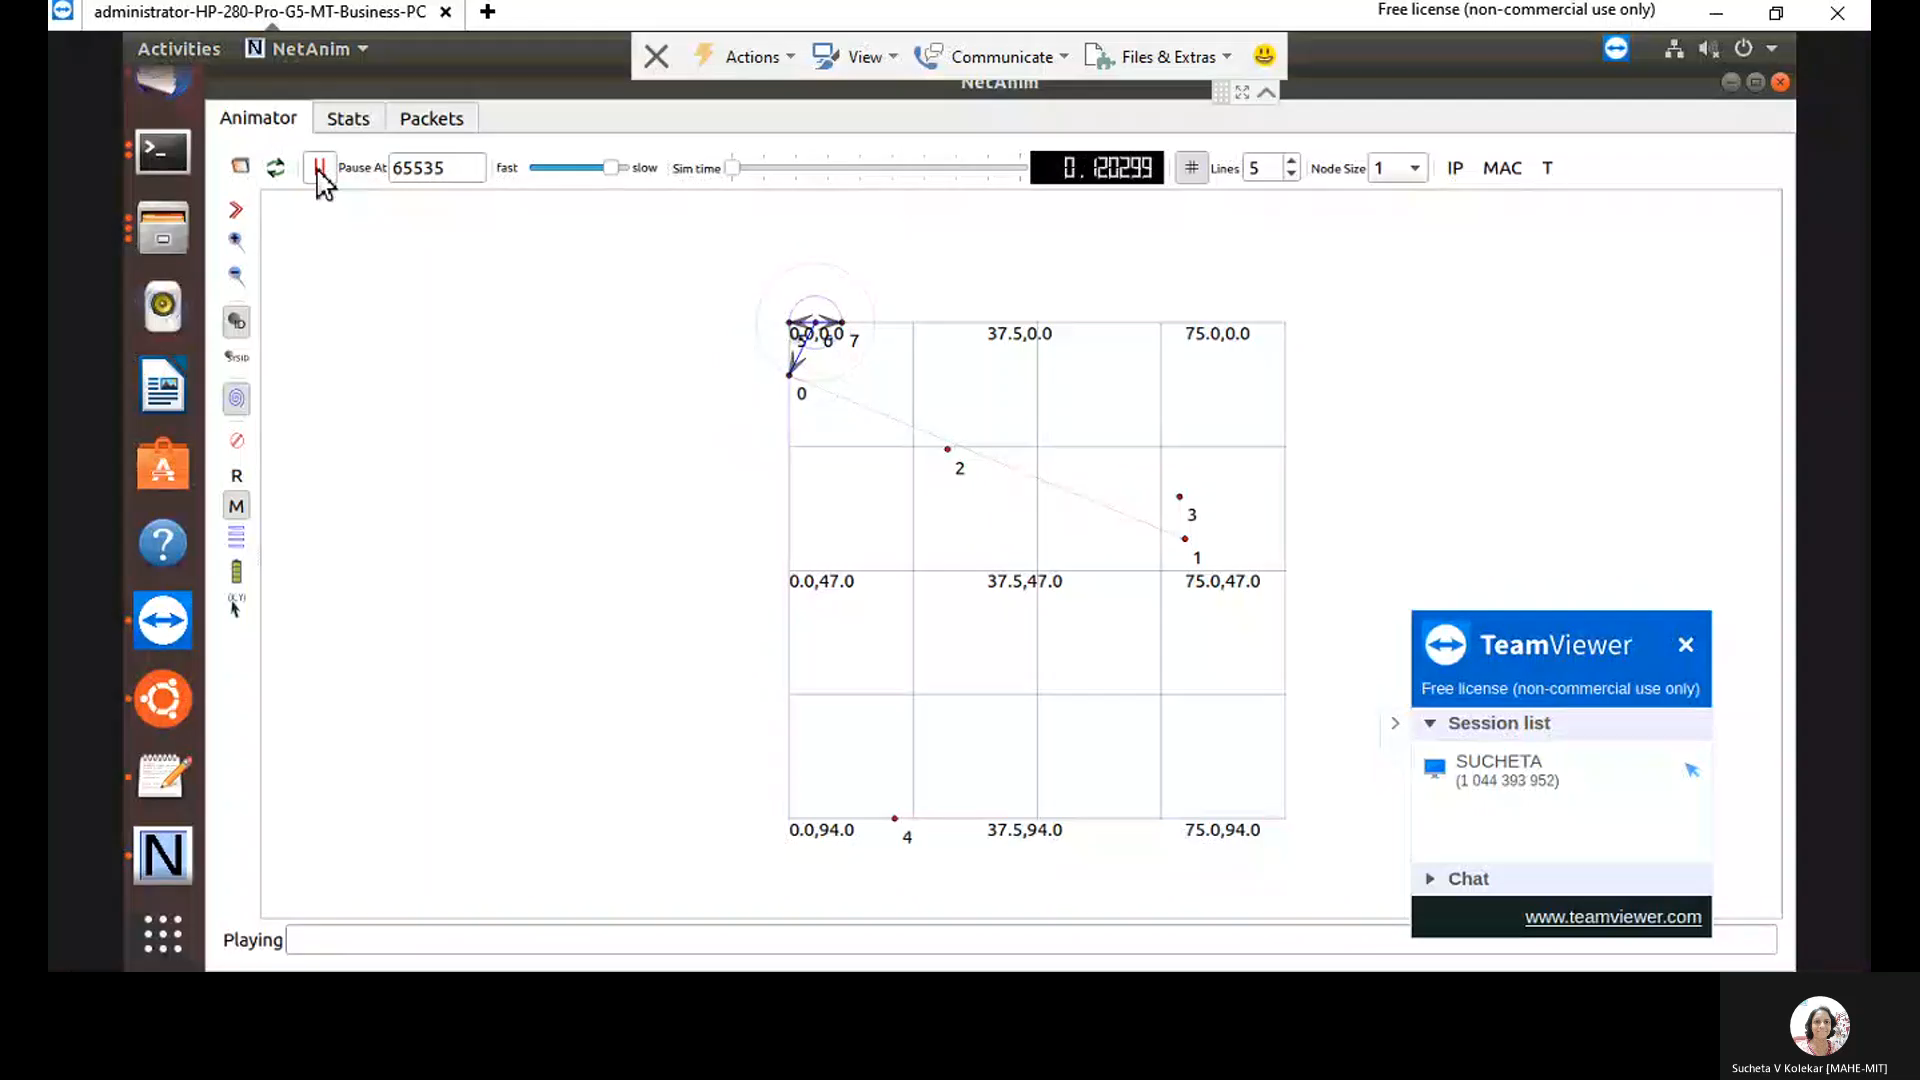 administrator-HP-280-Pro-G5-MT-Business-PC
Free license (non-commercial use only)
Activities
NetAnim
Actions
View
Communicate
Files & Extras
NetAnim
Animator
Stats
Packets
Pause At
65535
fast
slow
Sim time
0.120299
Lines
5
Node Size
1
IP
MAC
T
ID
SYSID
R
M
(X,Y)
0.0,0.0
37.5,0.0
75.0,0.0
5
6
7
0
2
3
1
0.0,47.0
37.5,47.0
75.0,47.0
0.0,94.0
37.5,94.0
75.0,94.0
4
TeamViewer
Free license (non-commercial use only)
Session list
SUCHETA
(1 044 393 952)
Chat
www.teamviewer.com
Playing
Sucheta V Kolekar [MAHE-MIT]